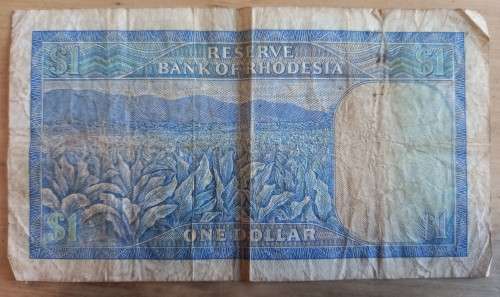 $1 RESERVE $1
BANK OF RHODESIA
$1 ONE DOLLAR $1